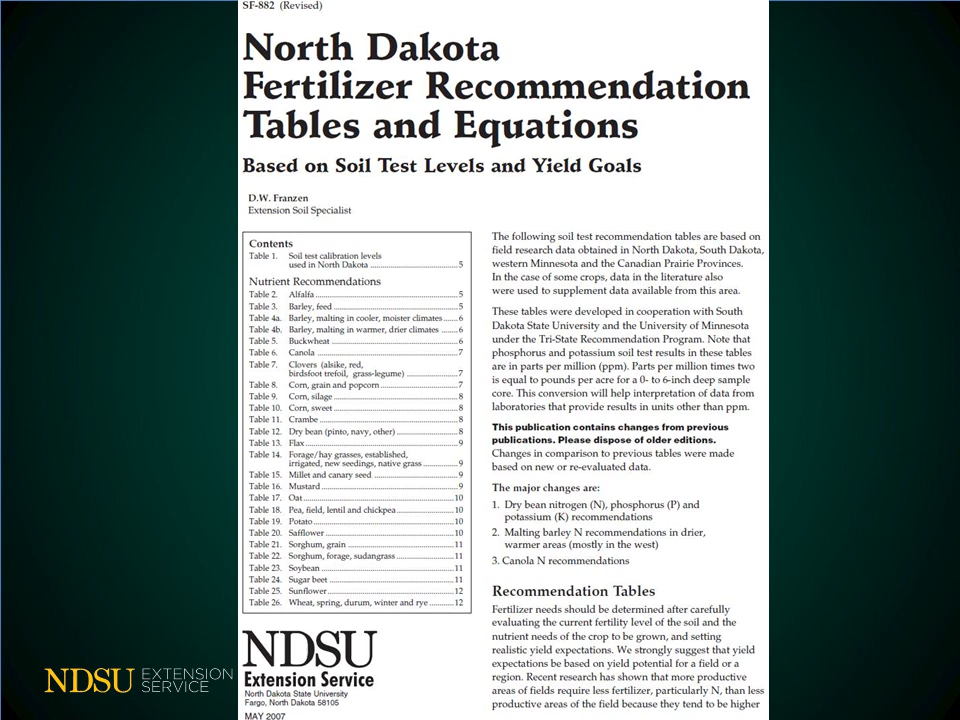 SF-882 (Revised)
North Dakota
Fertilizer Recommendation
Tables and Equations
Based on Soil Test Levels and Yield Goals
D.W. Franzen
Extension Soil Specialist
Contents
Table 1. Soil test calibration levels
used in North Dakota ........................................ 5
Nutrient Recommendations
Table 2. Alfalfa ............................................................ 5
Table 3. Barley, feed ..................................................... 5
Table 4a. Barley, malting in cooler, moister climates ....... 6
Table 4b. Barley, malting in warmer, drier climates ........ 6
Table 5. Buckwheat ..................................................... 6
Table 6. Canola ........................................................... 7
Table 7. Clovers (alsike, red,
birdsfoot trefoil, grass-legume) ...................... 7
Table 8. Corn, grain and popcorn ................................. 7
Table 9. Corn, silage .................................................... 8
Table 10. Corn, sweet ..................................................... 8
Table 11. Crambe ........................................................... 8
Table 12. Dry bean (pinto, navy, other) ......................... 8
Table 13. Flax ................................................................. 9
Table 14. Forage/hay grasses, established,
irrigated, new seedings, native grass ................ 9
Table 15. Millet and canary seed ................................... 9
Table 16. Mustard .......................................................... 9
Table 17. Oat ................................................................. 10
Table 18. Pea, field, lentil and chickpea ......................... 10
Table 19. Potato ............................................................. 10
Table 20. Safflower ........................................................ 10
Table 21. Sorghum, grain .............................................. 11
Table 22. Sorghum, forage, sudangrass ......................... 11
Table 23. Soybean .......................................................... 11
Table 24. Sugar beet ...................................................... 11
Table 25. Sunflower ....................................................... 12
Table 26. Wheat, spring, durum, winter and rye ............ 12
NDSU
Extension Service
North Dakota State University
Fargo, North Dakota 58105
MAY 2007
The following soil test recommendation tables are based on
field research data obtained in North Dakota, South Dakota,
western Minnesota and the Canadian Prairie Provinces.
In the case of some crops, data in the literature also
were used to supplement data available from this area.
These tables were developed in cooperation with South
Dakota State University and the University of Minnesota
under the Tri-State Recommendation Program. Note that
phosphorus and potassium soil test results in these tables
are in parts per million (ppm). Parts per million times two
is equal to pounds per acre for a 0- to 6-inch deep sample
core. This conversion will help interpretation of data from
laboratories that provide results in units other than ppm.
This publication contains changes from previous
publications. Please dispose of older editions.
Changes in comparison to previous tables were made
based on new or re-evaluated data.
The major changes are:
1. Dry bean nitrogen (N), phosphorus (P) and
potassium (K) recommendations
2. Malting barley N recommendations in drier,
warmer areas (mostly in the west)
3. Canola N recommendations
Recommendation Tables
Fertilizer needs should be determined after carefully
evaluating the current fertility level of the soil and the
nutrient needs of the crop to be grown, and setting
realistic yield expectations. We strongly suggest that yield
expectations be based on yield potential for a field or a
region. Recent research has shown that more productive
areas of fields require less fertilizer, particularly N, than less
productive areas of the field because they tend to be higher
NDSU EXTENSION
SERVICE